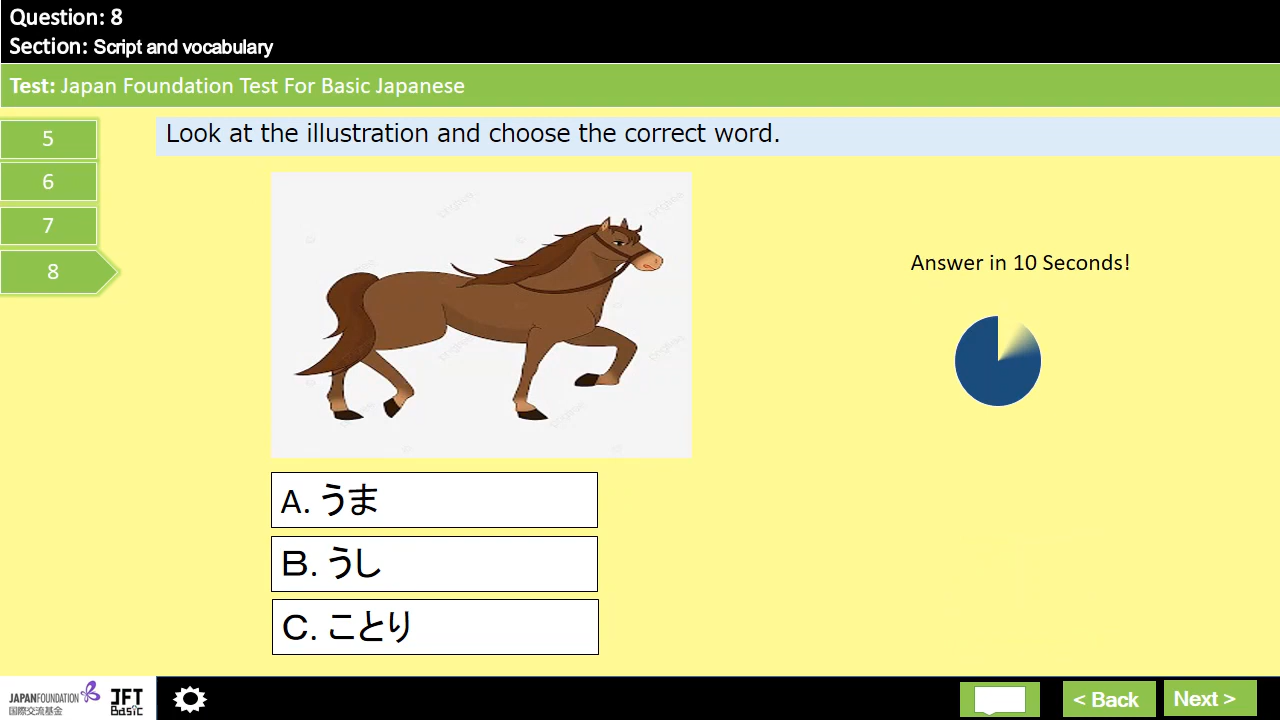 Question: 8
Section: Script and vocabulary
Test: Japan Foundation Test For Basic Japanese
5
6
7
8
Look at the illustration and choose the correct word.
Answer in 10 Seconds!
A. うま
B. うし
C. ことり
JAPANFOUNDATION
国際交流基金
JFT
Basic
< Back
Next >